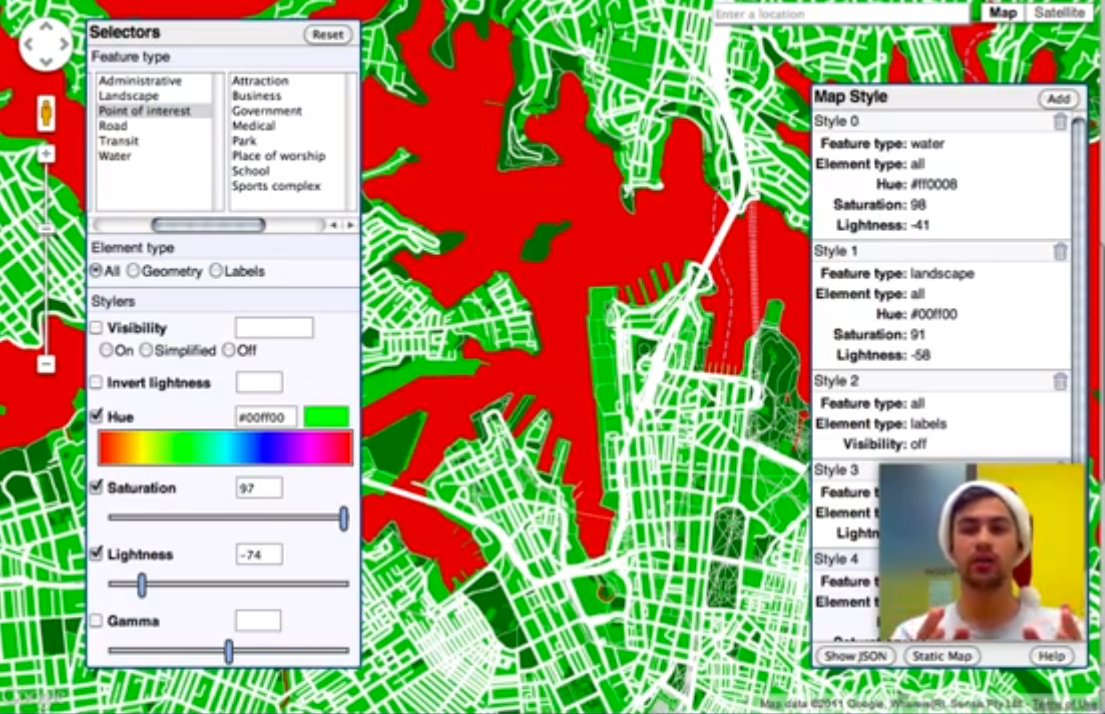 Enter a location
Map
Satellite
Selectors
Reset
Feature type
Administrative
Landscape
Point of interest
Road
Transit
Water
Attraction
Business
Government
Medical
Park
Place of worship
School
Sports complex
Element type
All Geometry Labels
Stylers
Visibility
On Simplified Off
Invert lightness
Hue #00ff00
Saturation 97
Lightness -74
Gamma
Map Style
Add
Style 0
Feature type: water
Element type: all
Hue: #ff0008
Saturation: 98
Lightness: -41
Style 1
Feature type: landscape
Element type: all
Hue: #00ff00
Saturation: 91
Lightness: -58
Style 2
Feature type: all
Element type: labels
Visibility: off
Style 3
Feature t
Element t
Lightn
Style 4
Feature t
Element t
Show JSON
Static Map
Help
Map data ©2011 Google, Whereis(R), Sensis Pty Ltd - Terms of Use